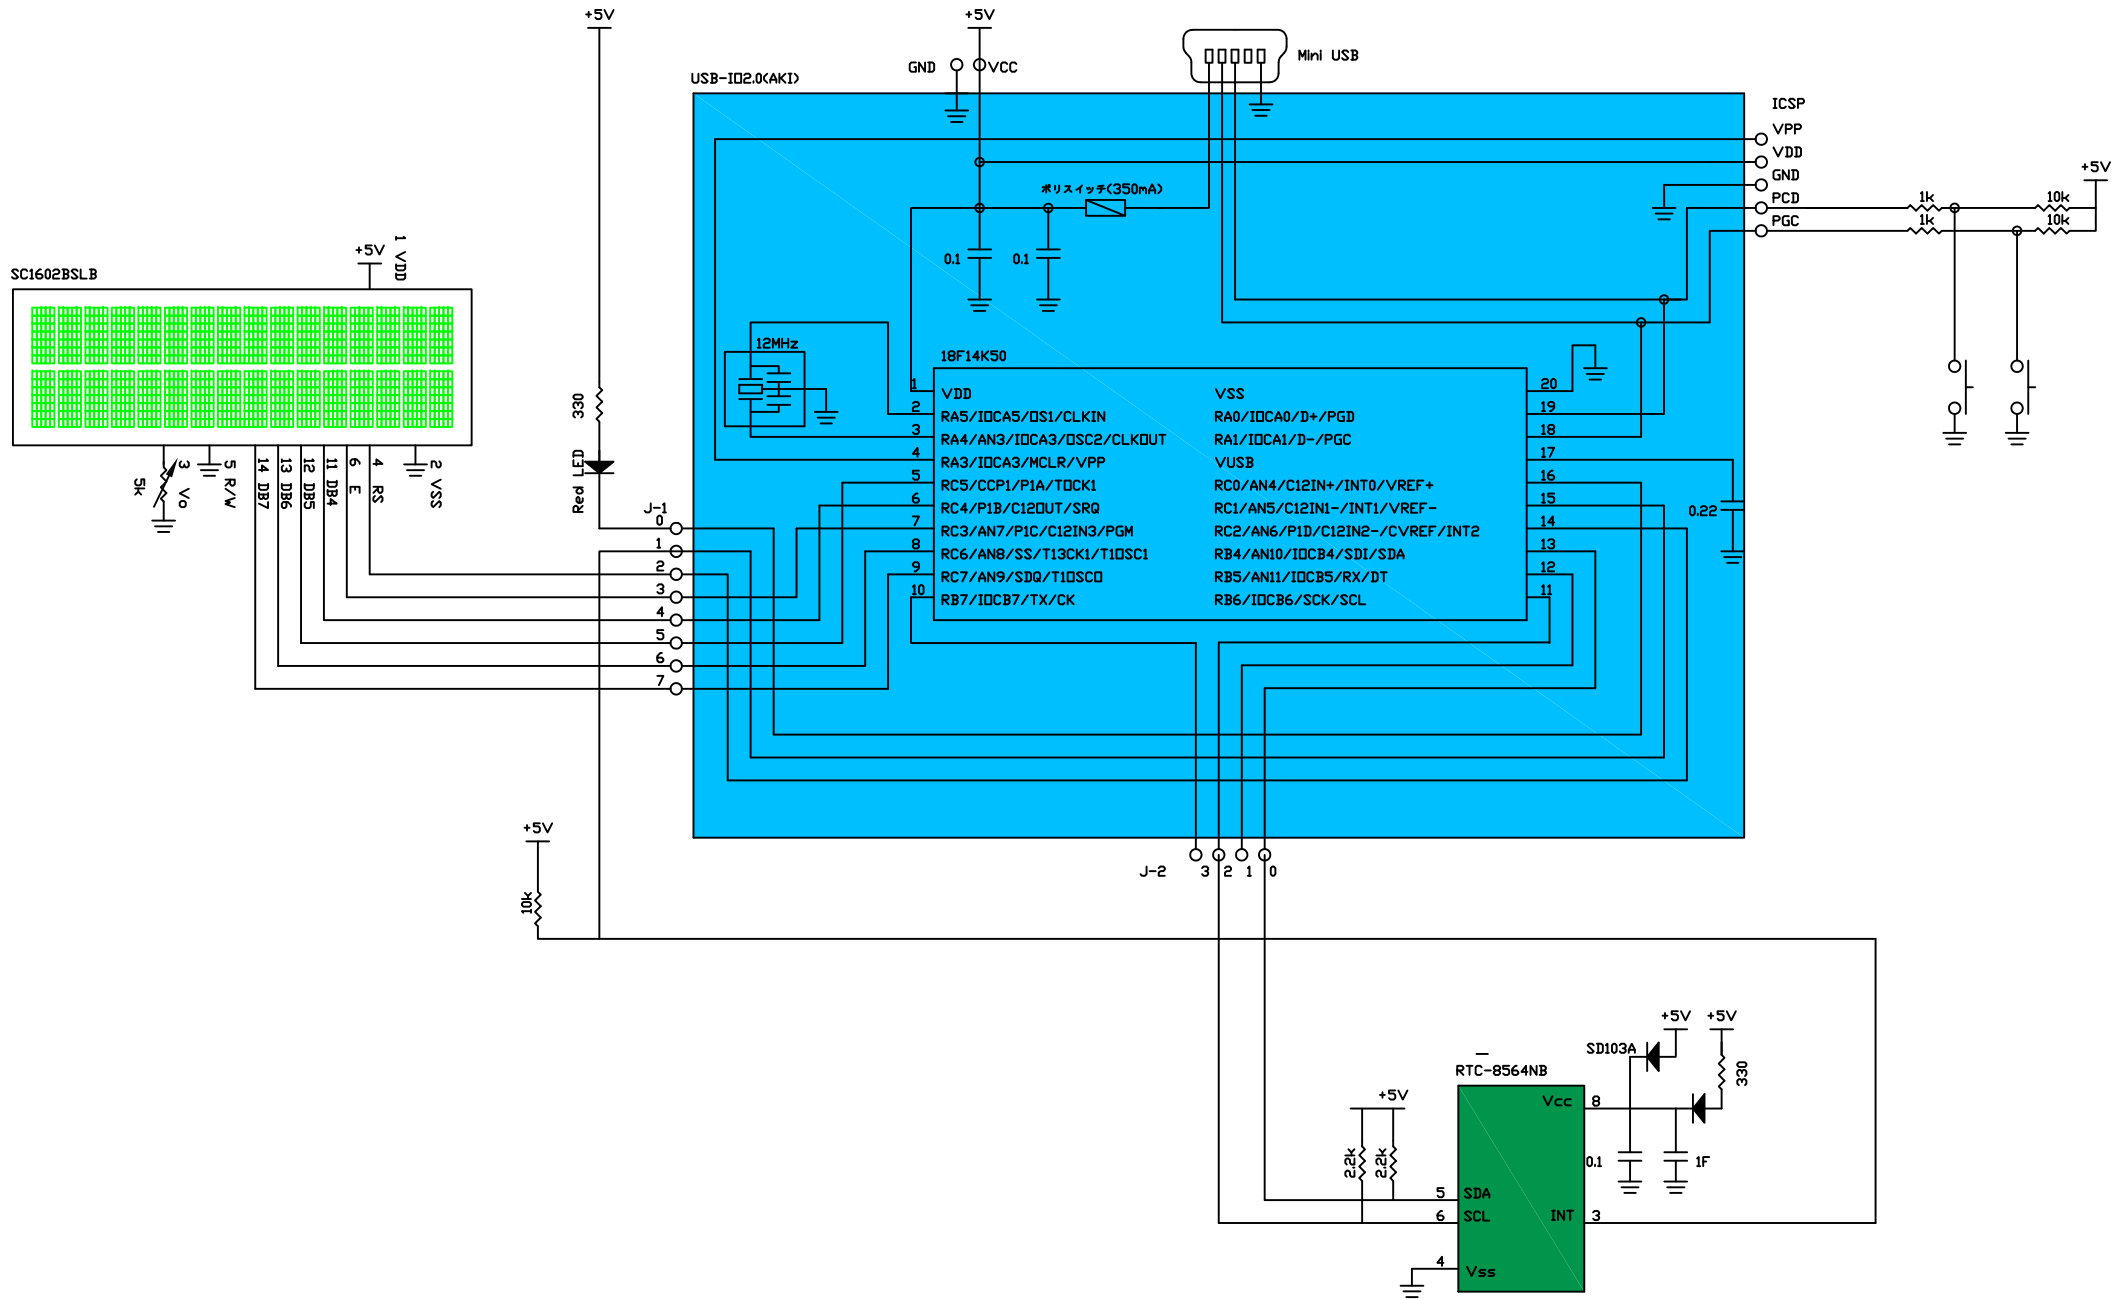 +5V
+5V
GND
VCC
Mini USB
USB-IO2.0(AKI)
ICSP
VPP
VDD
GND
PCD
PGC
+5V
1k
10k
1k
10k
ポリスイッチ(350mA)
0.1
0.1
+5V
1 VDD
SC1602BSLB
12MHz
18F14K50
1
VDD
VSS
20
2
RA5/IOCA5/OS1/CLKIN
RA0/IOCA0/D+/PGD
19
3
RA4/AN3/IOCA3/OSC2/CLKOUT
RA1/IOCA1/D-/PGC
18
4
RA3/IOCA3/MCLR/VPP
VUSB
17
5
RC5/CCP1/P1A/TOCK1
RC0/AN4/C12IN+/INT0/VREF+
16
6
RC4/P1B/C12OUT/SRQ
RC1/AN5/C12IN1-/INT1/VREF-
15
7
RC3/AN7/P1C/C12IN3/PGM
RC2/AN6/P1D/C12IN2-/CVREF/INT2
14
8
RC6/AN8/SS/T13CK1/T1OSC1
RB4/AN10/IOCB4/SDI/SDA
13
9
RC7/AN9/SDO/T1OSCO
RB5/AN11/IOCB5/RX/DT
12
10
RB7/IOCB7/TX/CK
RB6/IOCB6/SCK/SCL
11
0.22
330
Red LED
5k
3 Vo
5 R/W
14 DB7
13 DB6
12 DB5
11 DB4
6 E
4 RS
2 VSS
J-1
0
1
2
3
4
5
6
7
+5V
10k
J-2
3
2
1
0
+5V
+5V
SD103A
330
RTC-8564NB
+5V
Vcc
8
2.2k
2.2k
0.1
1F
5
SDA
6
SCL
INT
3
4
Vss